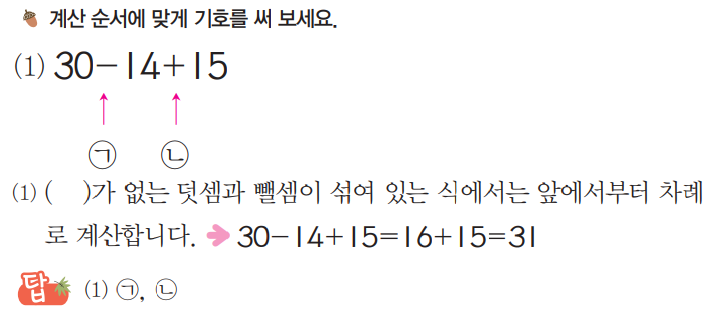 계산 순서에 맞게 기호를 써 보세요.
(1) 30-14+15
㉠ ㉡
(1) ( )가 없는 덧셈과 뺄셈이 섞여 있는 식에서는 앞에서부터 차례
로 계산합니다. ➔ 30-14+15=16+15=31
답 (1) ㉠, ㉡